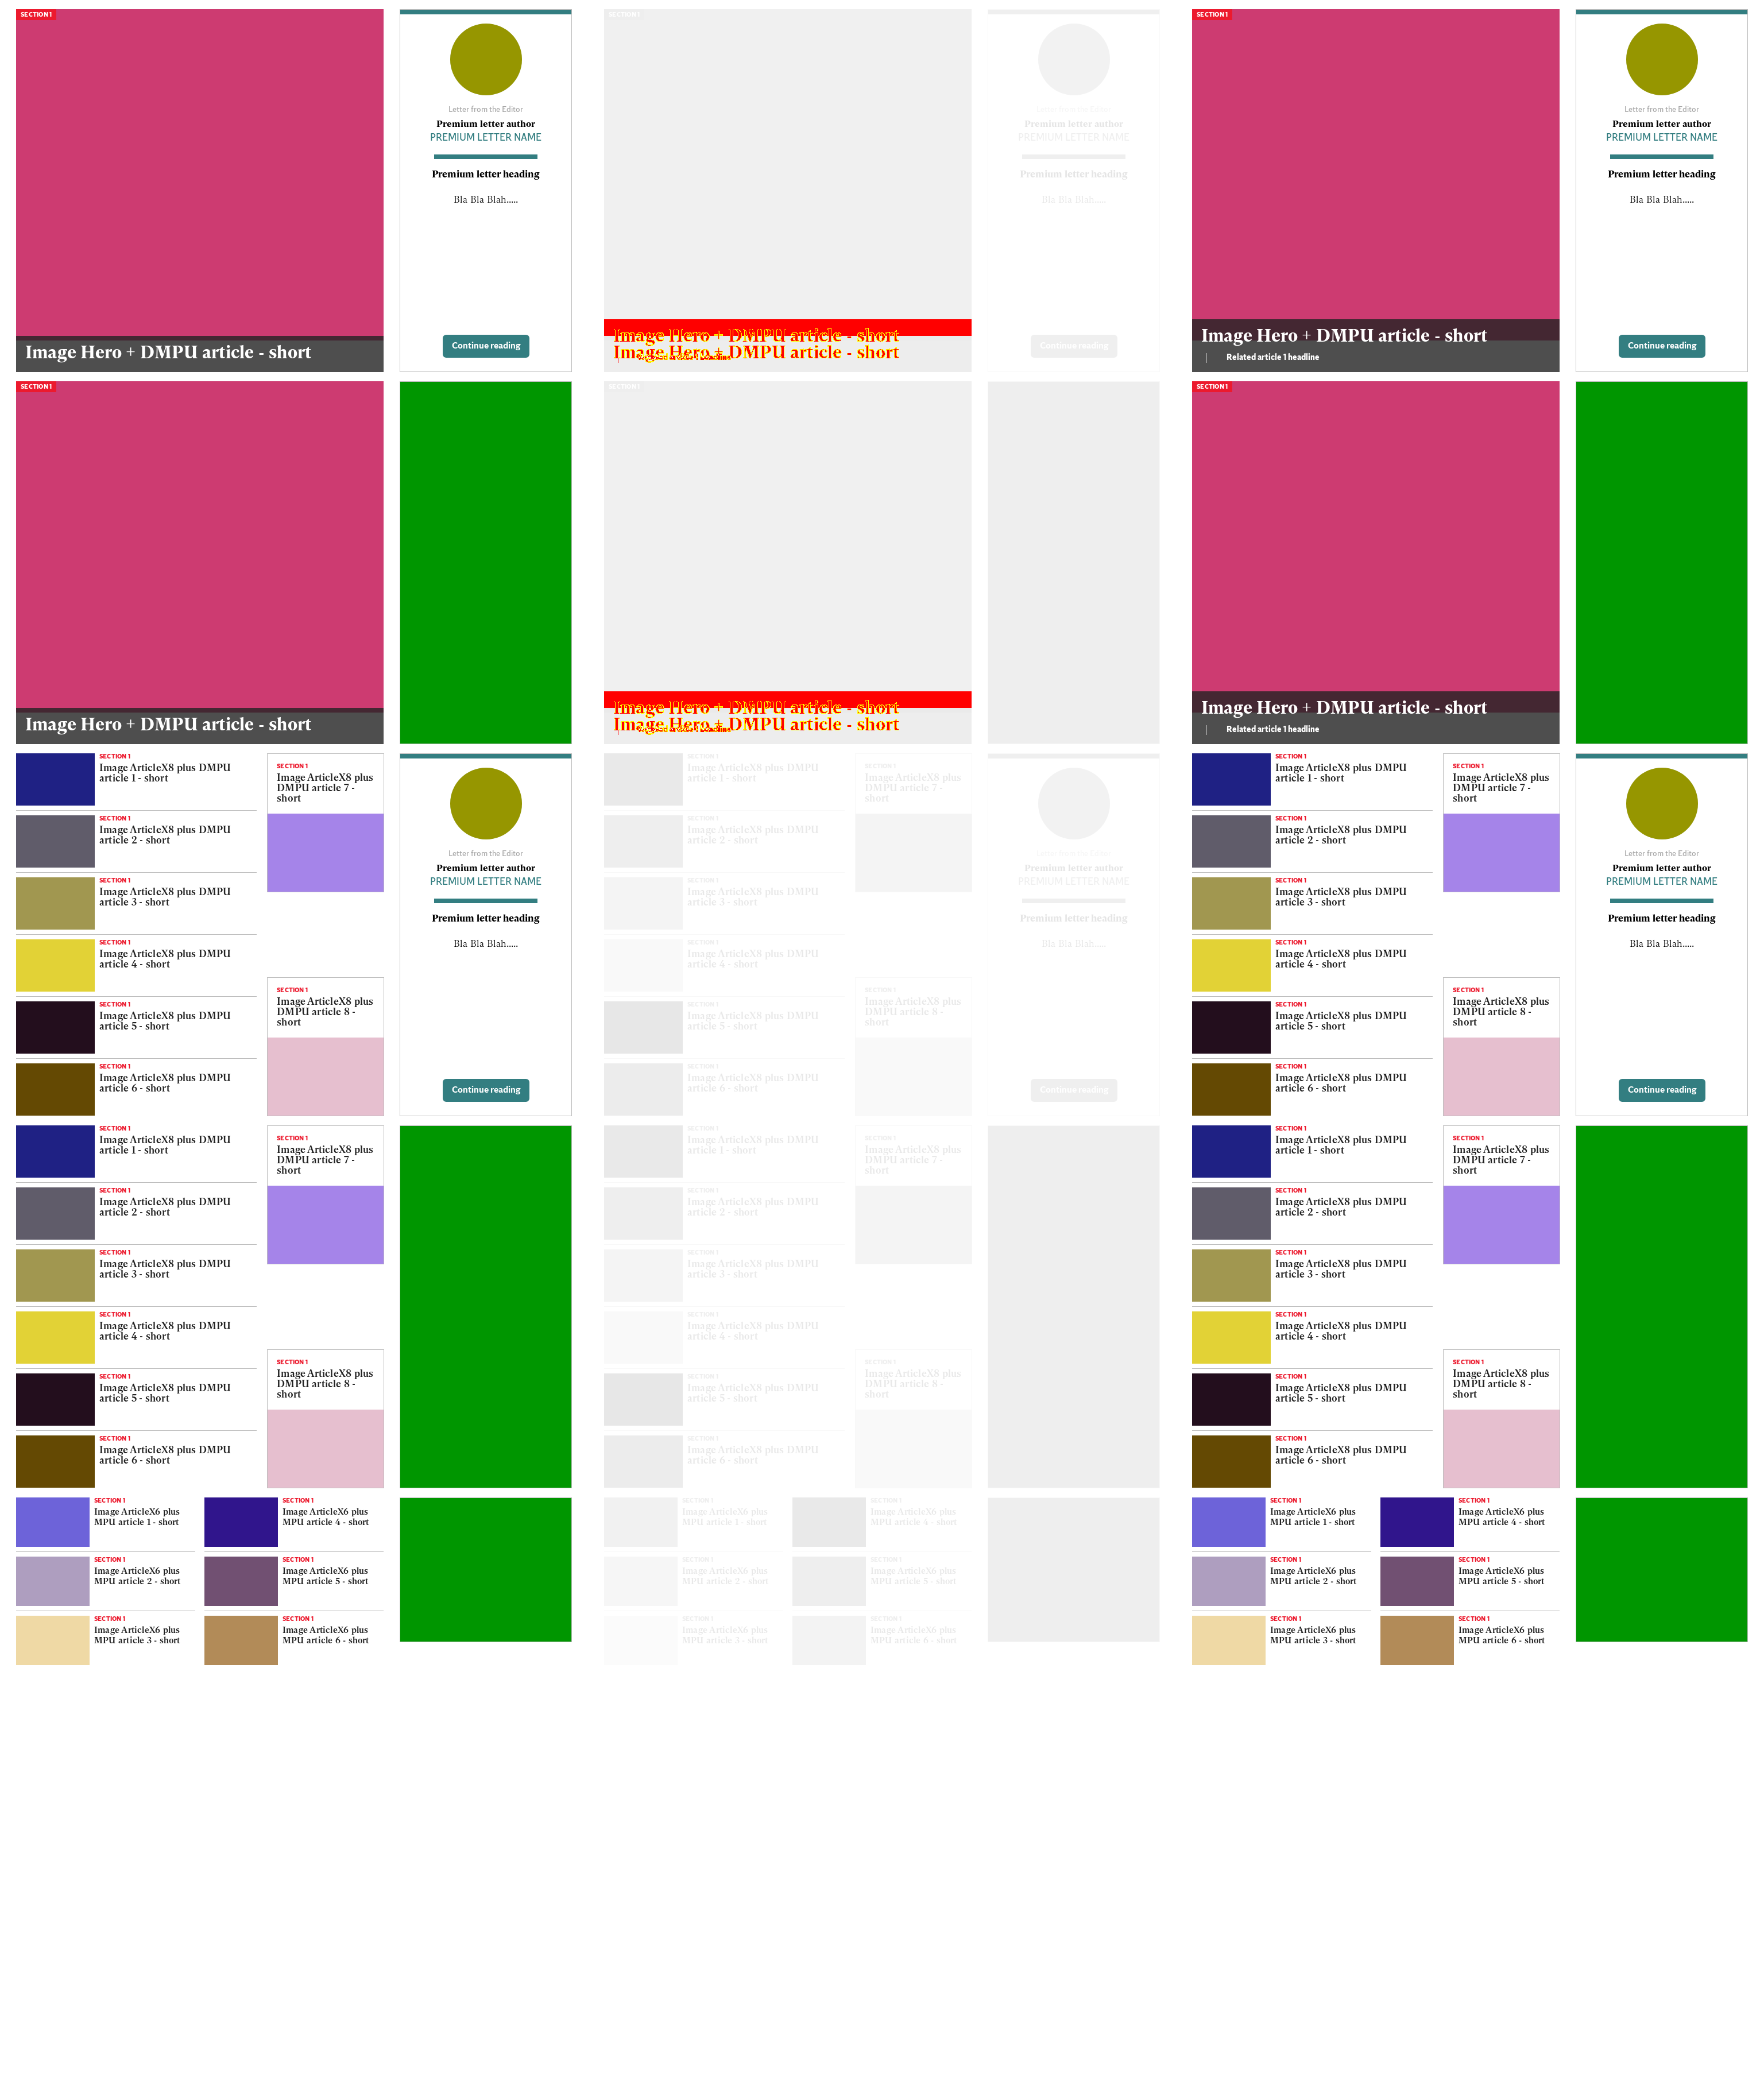 SECTION 1
Image Hero + DMPU article - short
Letter from the Editor
Premium letter author
PREMIUM LETTER NAME
Premium letter heading
Bla Bla Blah.....
Continue reading
SECTION 1
Image Hero + DMPU article - short
SECTION 1
Image ArticleX8 plus DMPU
article 1 - short
SECTION 1
Image ArticleX8 plus DMPU
article 2 - short
SECTION 1
Image ArticleX8 plus DMPU
article 3 - short
SECTION 1
Image ArticleX8 plus DMPU
article 4 - short
SECTION 1
Image ArticleX8 plus DMPU
article 5 - short
SECTION 1
Image ArticleX8 plus DMPU
article 6 - short
SECTION 1
Image ArticleX8 plus
DMPU article 7 -
short
SECTION 1
Image ArticleX8 plus
DMPU article 8 -
short
Letter from the Editor
Premium letter author
PREMIUM LETTER NAME
Premium letter heading
Bla Bla Blah.....
Continue reading
SECTION 1
Image ArticleX8 plus DMPU
article 1 - short
SECTION 1
Image ArticleX8 plus DMPU
article 2 - short
SECTION 1
Image ArticleX8 plus DMPU
article 3 - short
SECTION 1
Image ArticleX8 plus DMPU
article 4 - short
SECTION 1
Image ArticleX8 plus DMPU
article 5 - short
SECTION 1
Image ArticleX8 plus DMPU
article 6 - short
SECTION 1
Image ArticleX8 plus
DMPU article 7 -
short
SECTION 1
Image ArticleX8 plus
DMPU article 8 -
short
SECTION 1
Image ArticleX6 plus
MPU article 1 - short
SECTION 1
Image ArticleX6 plus
MPU article 2 - short
SECTION 1
Image ArticleX6 plus
MPU article 3 - short
SECTION 1
Image ArticleX6 plus
MPU article 4 - short
SECTION 1
Image ArticleX6 plus
MPU article 5 - short
SECTION 1
Image ArticleX6 plus
MPU article 6 - short
SECTION 1
Image Hero + DMPU article - short
Image Hero + DMPU article - short
Letter from the Editor
Premium letter author
PREMIUM LETTER NAME
Premium letter heading
Bla Bla Blah.....
Continue reading
SECTION 1
Image Hero + DMPU article - short
Image Hero + DMPU article - short
SECTION 1
Image ArticleX8 plus DMPU
article 1 - short
SECTION 1
Image ArticleX8 plus DMPU
article 2 - short
SECTION 1
Image ArticleX8 plus DMPU
article 3 - short
SECTION 1
Image ArticleX8 plus DMPU
article 4 - short
SECTION 1
Image ArticleX8 plus DMPU
article 5 - short
SECTION 1
Image ArticleX8 plus DMPU
article 6 - short
SECTION 1
Image ArticleX8 plus
DMPU article 7 -
short
SECTION 1
Image ArticleX8 plus
DMPU article 8 -
short
Letter from the Editor
Premium letter author
PREMIUM LETTER NAME
Premium letter heading
Bla Bla Blah.....
Continue reading
SECTION 1
Image ArticleX8 plus DMPU
article 1 - short
SECTION 1
Image ArticleX8 plus DMPU
article 2 - short
SECTION 1
Image ArticleX8 plus DMPU
article 3 - short
SECTION 1
Image ArticleX8 plus DMPU
article 4 - short
SECTION 1
Image ArticleX8 plus DMPU
article 5 - short
SECTION 1
Image ArticleX8 plus DMPU
article 6 - short
SECTION 1
Image ArticleX8 plus
DMPU article 7 -
short
SECTION 1
Image ArticleX8 plus
DMPU article 8 -
short
SECTION 1
Image ArticleX6 plus
MPU article 1 - short
SECTION 1
Image ArticleX6 plus
MPU article 2 - short
SECTION 1
Image ArticleX6 plus
MPU article 3 - short
SECTION 1
Image ArticleX6 plus
MPU article 4 - short
SECTION 1
Image ArticleX6 plus
MPU article 5 - short
SECTION 1
Image ArticleX6 plus
MPU article 6 - short
SECTION 1
Image Hero + DMPU article - short
Related article 1 headline
Letter from the Editor
Premium letter author
PREMIUM LETTER NAME
Premium letter heading
Bla Bla Blah.....
Continue reading
SECTION 1
Image Hero + DMPU article - short
Related article 1 headline
SECTION 1
Image ArticleX8 plus DMPU
article 1 - short
SECTION 1
Image ArticleX8 plus DMPU
article 2 - short
SECTION 1
Image ArticleX8 plus DMPU
article 3 - short
SECTION 1
Image ArticleX8 plus DMPU
article 4 - short
SECTION 1
Image ArticleX8 plus DMPU
article 5 - short
SECTION 1
Image ArticleX8 plus DMPU
article 6 - short
SECTION 1
Image ArticleX8 plus
DMPU article 7 -
short
SECTION 1
Image ArticleX8 plus
DMPU article 8 -
short
Letter from the Editor
Premium letter author
PREMIUM LETTER NAME
Premium letter heading
Bla Bla Blah.....
Continue reading
SECTION 1
Image ArticleX8 plus DMPU
article 1 - short
SECTION 1
Image ArticleX8 plus DMPU
article 2 - short
SECTION 1
Image ArticleX8 plus DMPU
article 3 - short
SECTION 1
Image ArticleX8 plus DMPU
article 4 - short
SECTION 1
Image ArticleX8 plus DMPU
article 5 - short
SECTION 1
Image ArticleX8 plus DMPU
article 6 - short
SECTION 1
Image ArticleX8 plus
DMPU article 7 -
short
SECTION 1
Image ArticleX8 plus
DMPU article 8 -
short
SECTION 1
Image ArticleX6 plus
MPU article 1 - short
SECTION 1
Image ArticleX6 plus
MPU article 2 - short
SECTION 1
Image ArticleX6 plus
MPU article 3 - short
SECTION 1
Image ArticleX6 plus
MPU article 4 - short
SECTION 1
Image ArticleX6 plus
MPU article 5 - short
SECTION 1
Image ArticleX6 plus
MPU article 6 - short